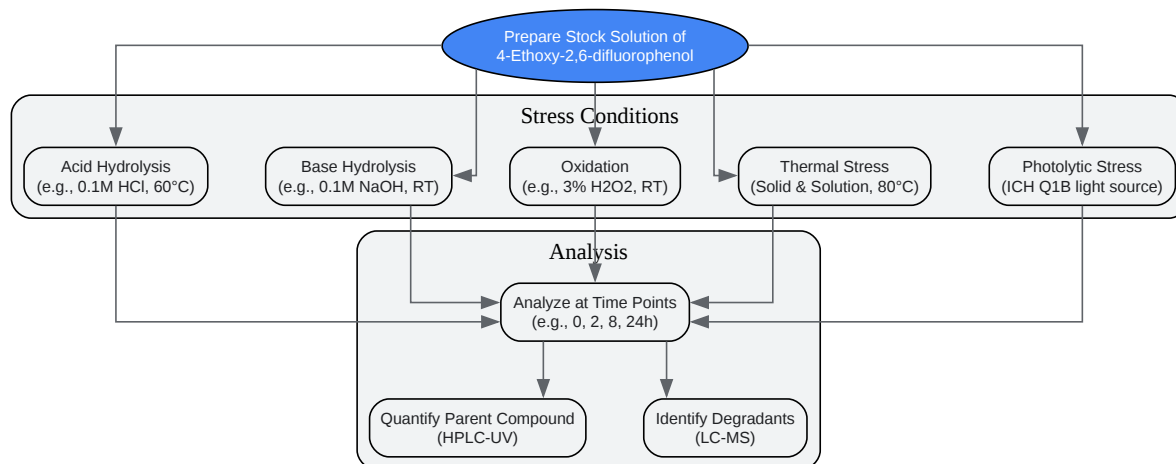 Prepare Stock Solution of
4-Ethoxy-2,6-difluorophenol
Stress Conditions
Acid Hydrolysis
(e.g., 0.1M HCl, 60°C)
Base Hydrolysis
(e.g., 0.1M NaOH, RT)
Oxidation
(e.g., 3% H2O2, RT)
Thermal Stress
(Solid & Solution, 80°C)
Photolytic Stress
(ICH Q1B light source)
Analysis
Analyze at Time Points
(e.g., 0, 2, 8, 24h)
Quantify Parent Compound
(HPLC-UV)
Identify Degradants
(LC-MS)